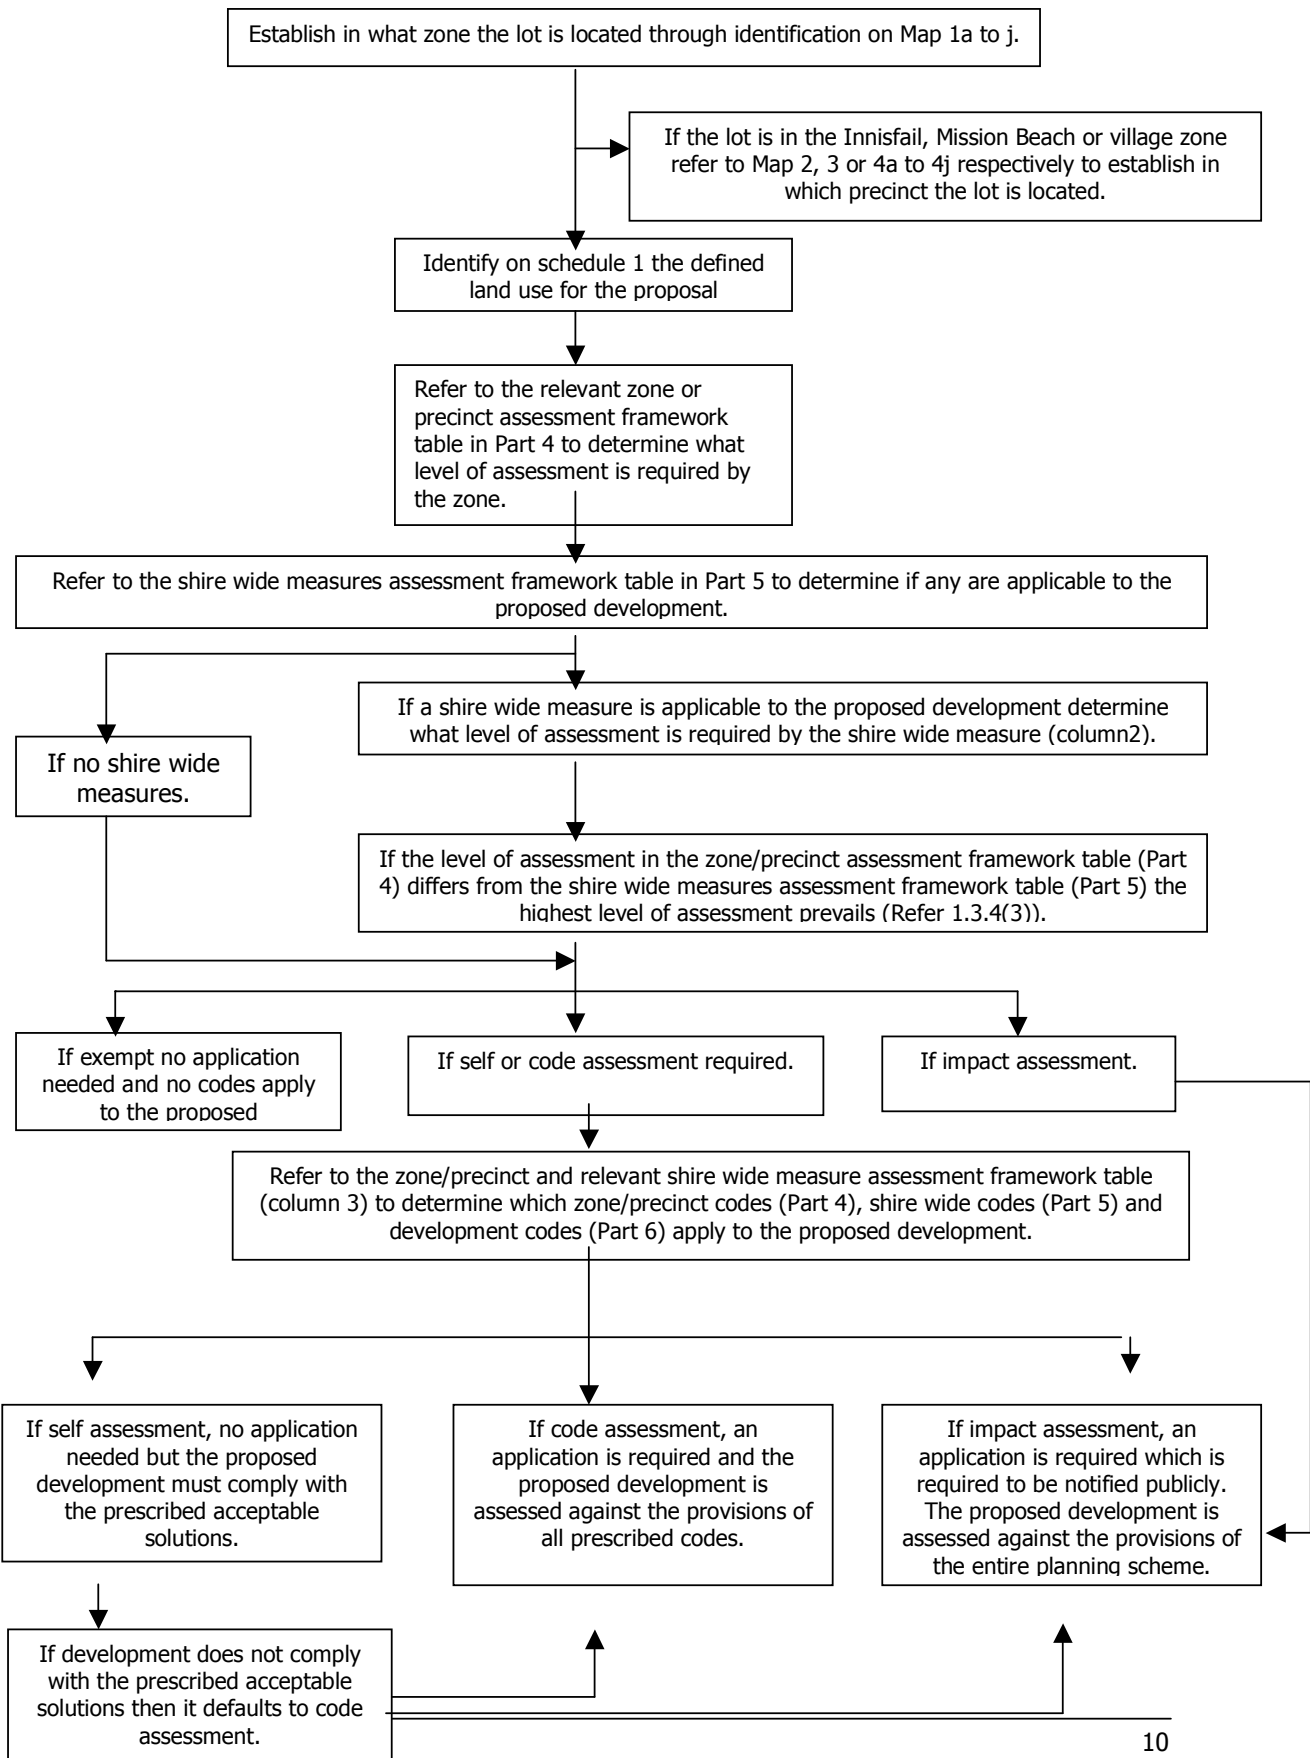 Establish in what zone the lot is located through identification on Map 1a to j.
If the lot is in the Innisfail, Mission Beach or village zone
refer to Map 2, 3 or 4a to 4j respectively to establish in
which precinct the lot is located.
Identify on schedule 1 the defined
land use for the proposal
Refer to the relevant zone or
precinct assessment framework
table in Part 4 to determine what
level of assessment is required by
the zone.
Refer to the shire wide measures assessment framework table in Part 5 to determine if any are applicable to the
proposed development.
If a shire wide measure is applicable to the proposed development determine
what level of assessment is required by the shire wide measure (column2).
If no shire wide
measures.
If the level of assessment in the zone/precinct assessment framework table (Part
4) differs from the shire wide measures assessment framework table (Part 5) the
highest level of assessment prevails (Refer 1.3.4(3)).
If exempt no application
needed and no codes apply
to the proposed
If self or code assessment required.
If impact assessment.
Refer to the zone/precinct and relevant shire wide measure assessment framework table
(column 3) to determine which zone/precinct codes (Part 4), shire wide codes (Part 5) and
development codes (Part 6) apply to the proposed development.
If self assessment, no application
needed but the proposed
development must comply with
the prescribed acceptable
solutions.
If code assessment, an
application is required and the
proposed development is
assessed against the provisions of
all prescribed codes.
If impact assessment, an
application is required which is
required to be notified publicly.
The proposed development is
assessed against the provisions of
the entire planning scheme.
If development does not comply
with the prescribed acceptable
solutions then it defaults to code
assessment.
10